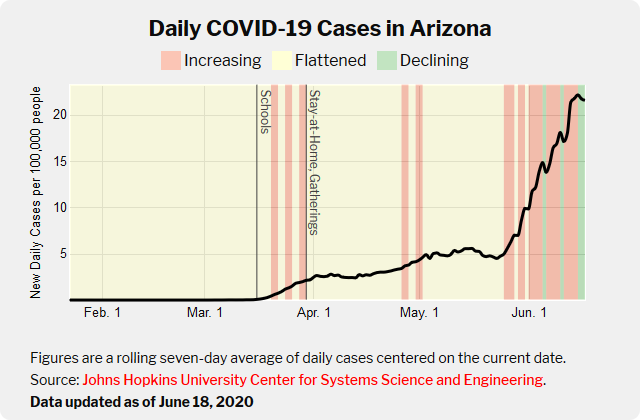 Daily COVID-19 Cases in Arizona
Increasing Flattened Declining
New Daily Cases per 100,000 people
20
15
10
5
Schools
Stay-at-Home, Gatherings
Feb. 1 Mar. 1 Apr. 1 May. 1 Jun. 1
Figures are a rolling seven-day average of daily cases centered on the current date.
Source: Johns Hopkins University Center for Systems Science and Engineering.
Data updated as of June 18, 2020